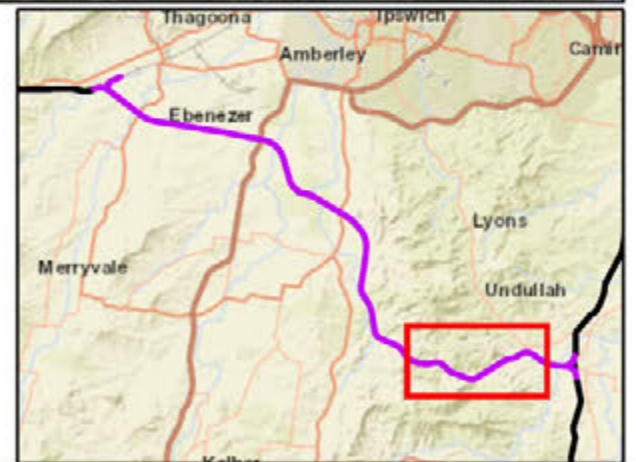 Thagoona
Ipswich
Amberley
Ebenezer
Lyons
Merryvale
Undullah